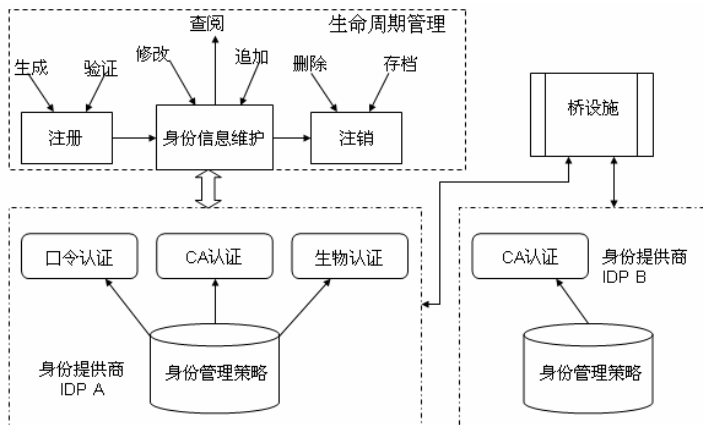 查阅
生命周期管理
生成
验证
修改
追加
删除
存档
注册
身份信息维护
注销
桥设施
口令认证
CA认证
生物认证
身份管理策略
身份提供商
IDP A
CA认证
身份提供商
IDP B
身份管理策略